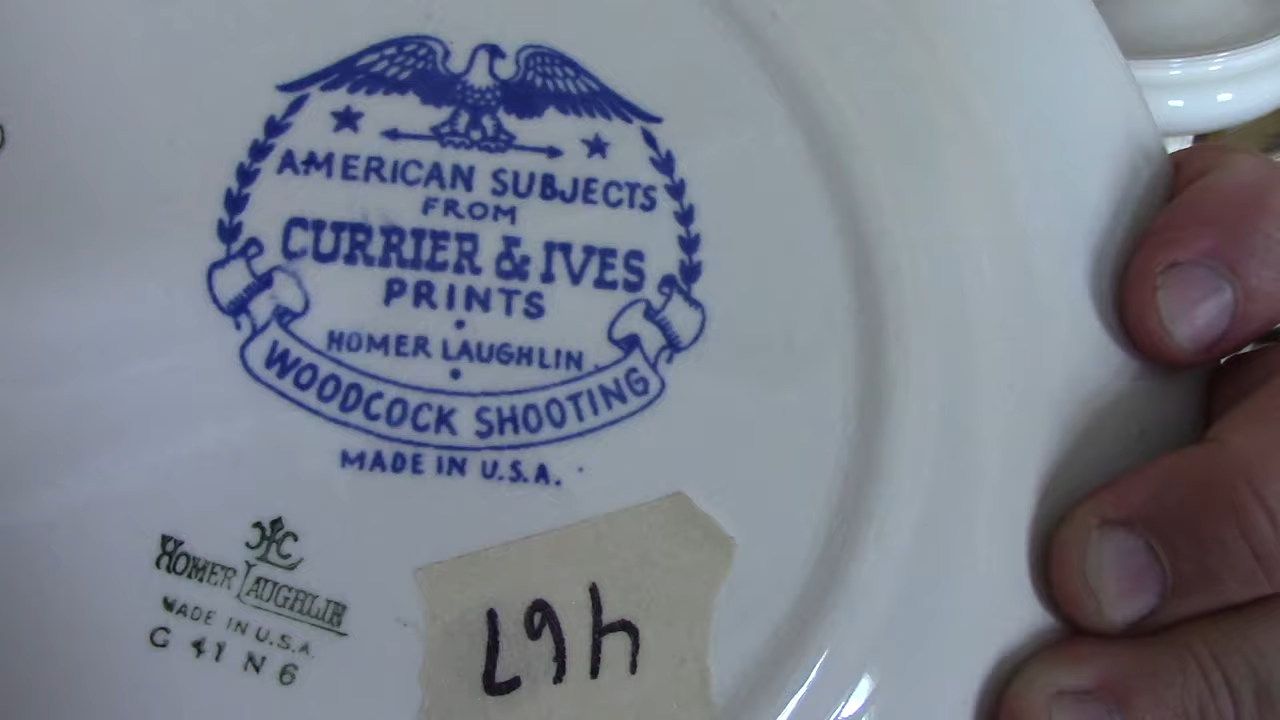 AMERICAN SUBJECTS
FROM
CURRIER & IVES
PRINTS
HOMER LAUGHLIN
WOODCOCK SHOOTING
MADE IN U.S.A.
HLC
HOMER LAUGHLIN
MADE IN U.S.A.
C 41 N 6
467